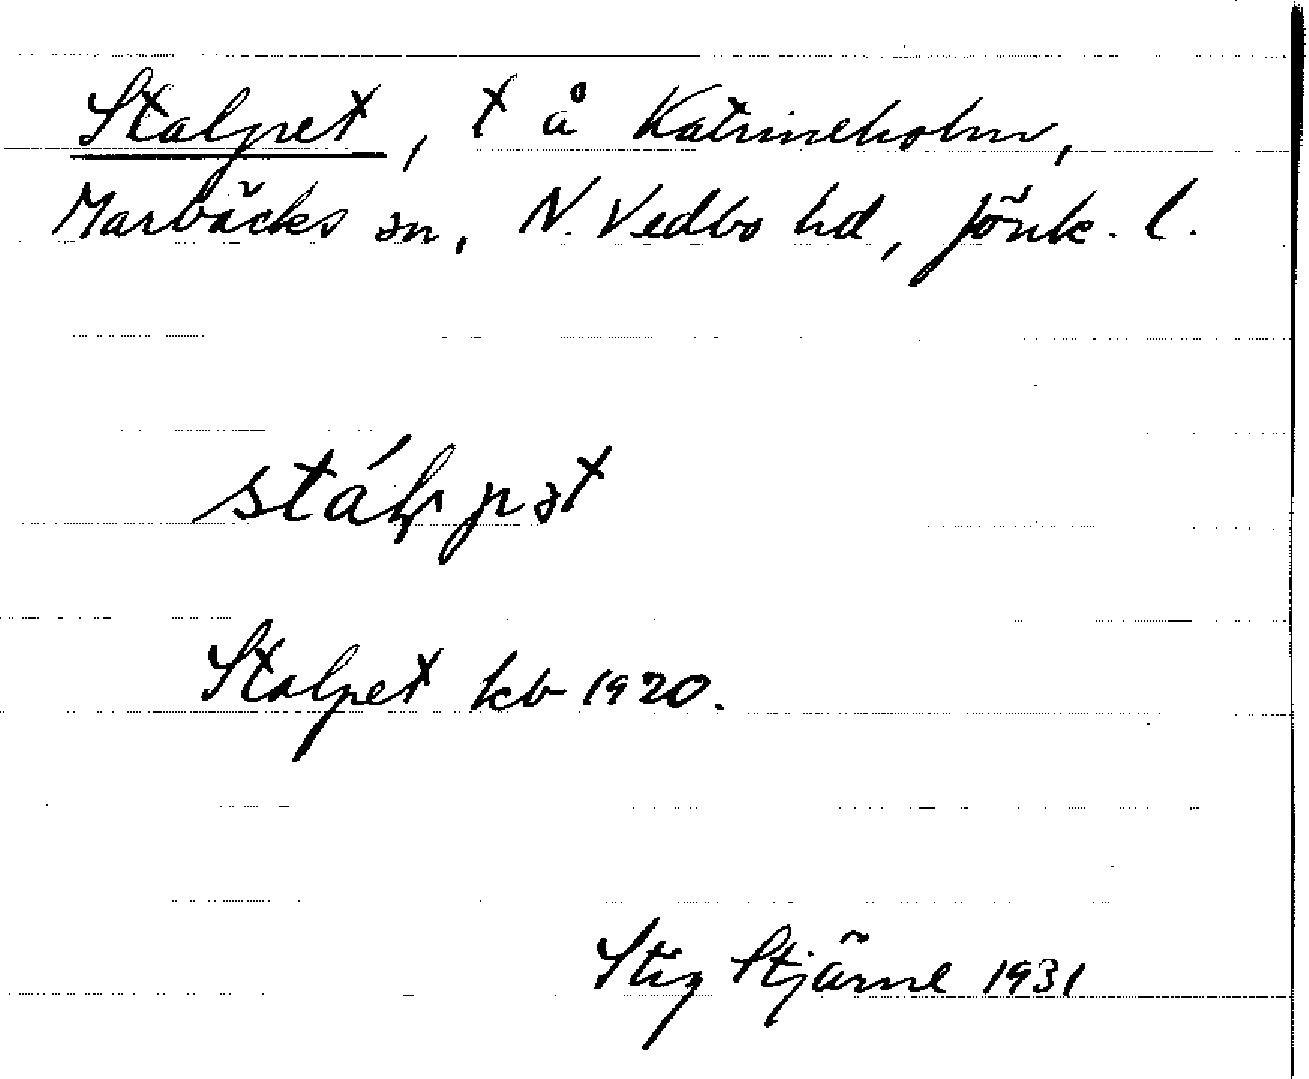 Stalpet, t å Katrineholm,
Marbäcks sn, N. Vedbo hd, Jönk. l.
stálpət
Stalpet kb 1920.
Stig Stjärne 1931